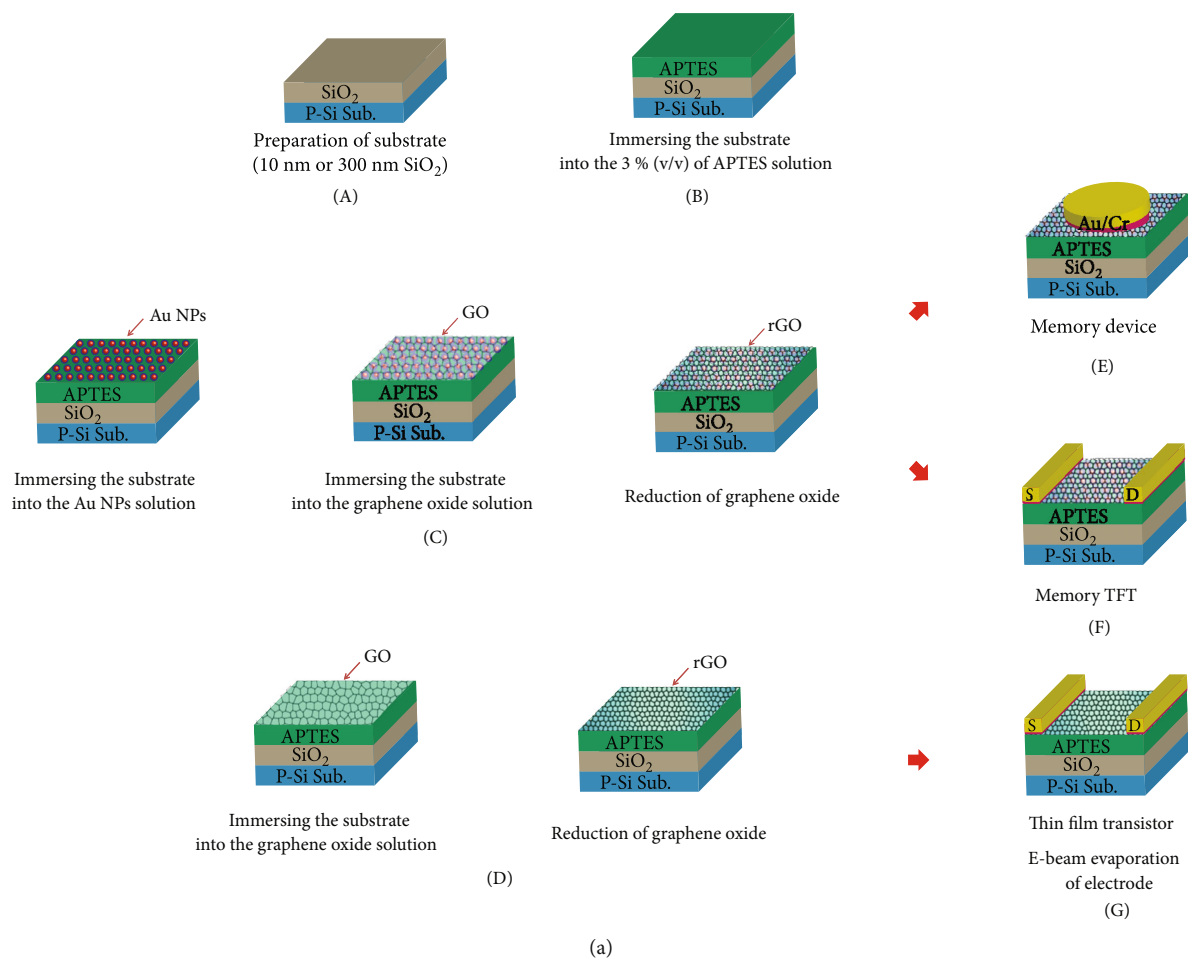 SiO₂
P-Si Sub.
Preparation of substrate
(10 nm or 300 nm SiO₂)
(A)
APTES
SiO₂
P-Si Sub.
Immersing the substrate
into the 3 % (v/v) of APTES solution
(B)
Au NPs
APTES
SiO₂
P-Si Sub.
Immersing the substrate
into the Au NPs solution
GO
APTES
SiO₂
P-Si Sub.
Immersing the substrate
into the graphene oxide solution
(C)
rGO
APTES
SiO₂
P-Si Sub.
Reduction of graphene oxide
Au/Cr
APTES
SiO₂
P-Si Sub.
Memory device
(E)
S D
APTES
SiO₂
P-Si Sub.
Memory TFT
(F)
GO
APTES
SiO₂
P-Si Sub.
Immersing the substrate
into the graphene oxide solution
(D)
rGO
APTES
SiO₂
P-Si Sub.
Reduction of graphene oxide
S D
APTES
SiO₂
P-Si Sub.
Thin film transistor
E-beam evaporation
of electrode
(G)
(a)